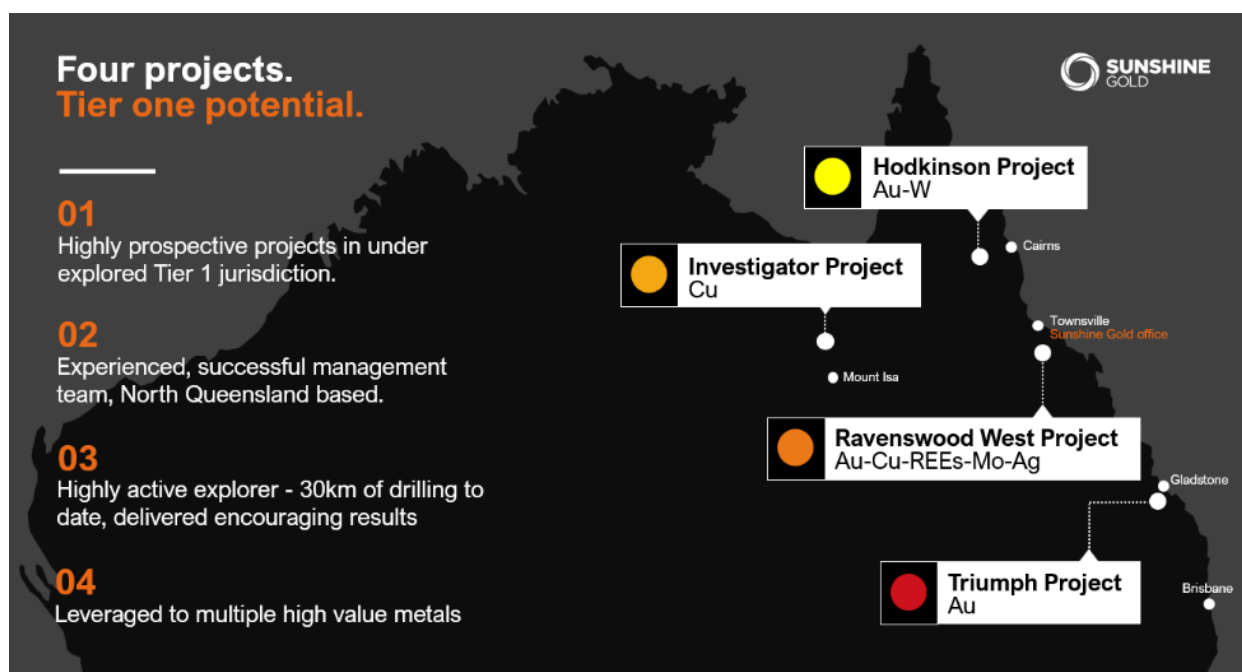 Four projects.
Tier one potential.
SUNSHINE
GOLD
01
Highly prospective projects in under
explored Tier 1 jurisdiction.
02
Experienced, successful management
team, North Queensland based.
03
Highly active explorer - 30km of drilling to
date, delivered encouraging results
04
Leveraged to multiple high value metals
Hodkinson Project
Au-W
Cairns
Investigator Project
Cu
Townsville
Sunshine Gold office
Mount Isa
Ravenswood West Project
Au-Cu-REEs-Mo-Ag
Gladstone
Triumph Project
Au
Brisbane